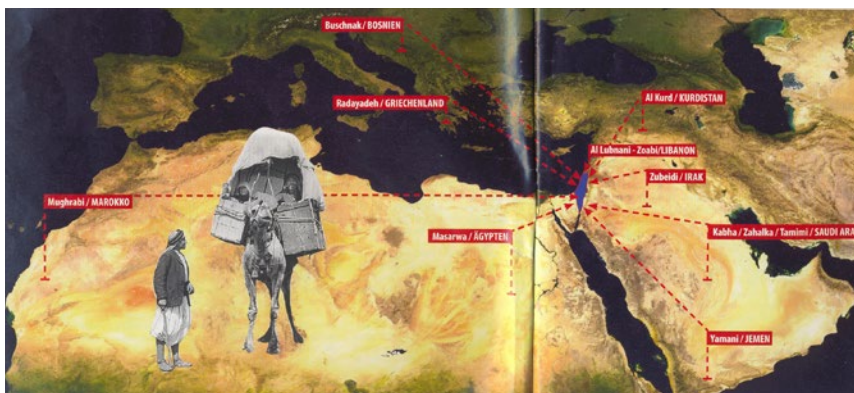 Buschnak / BOSNIEN
Radayadeh / GRIECHENLAND
Al Kurd / KURDISTAN
Al Lubnani - Zoabi/LIBANON
Zubeidi / IRAK
Mughrabi / MAROKKO
Masarwa / ÄGYPTEN
Kabha / Zahalka / Tamimi / SAUDI ARA
Yamani / JEMEN